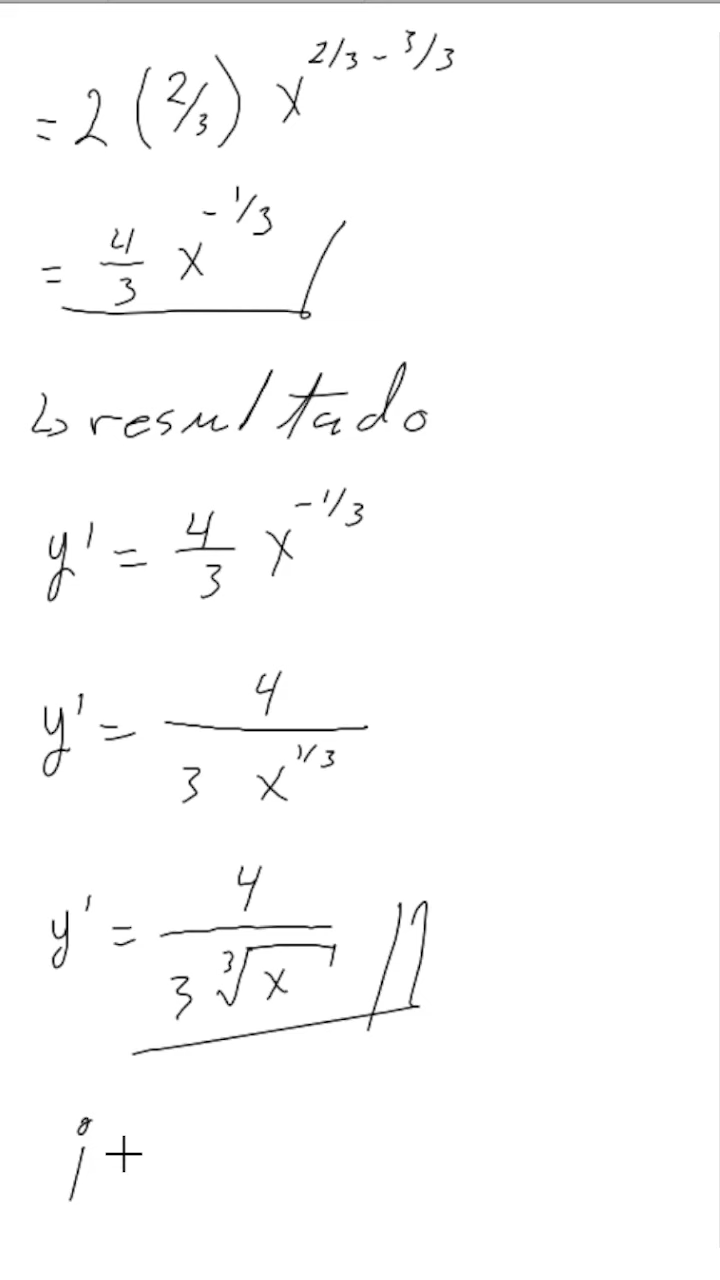 = 2 (2/3) x^{2/3 - 3/3}
= 4/3 x^{-1/3}
↳ resultado
y' = 4/3 x^{-1/3}
y' = 4 / 3 x^{1/3}
y' = 4 / 3 ∛x